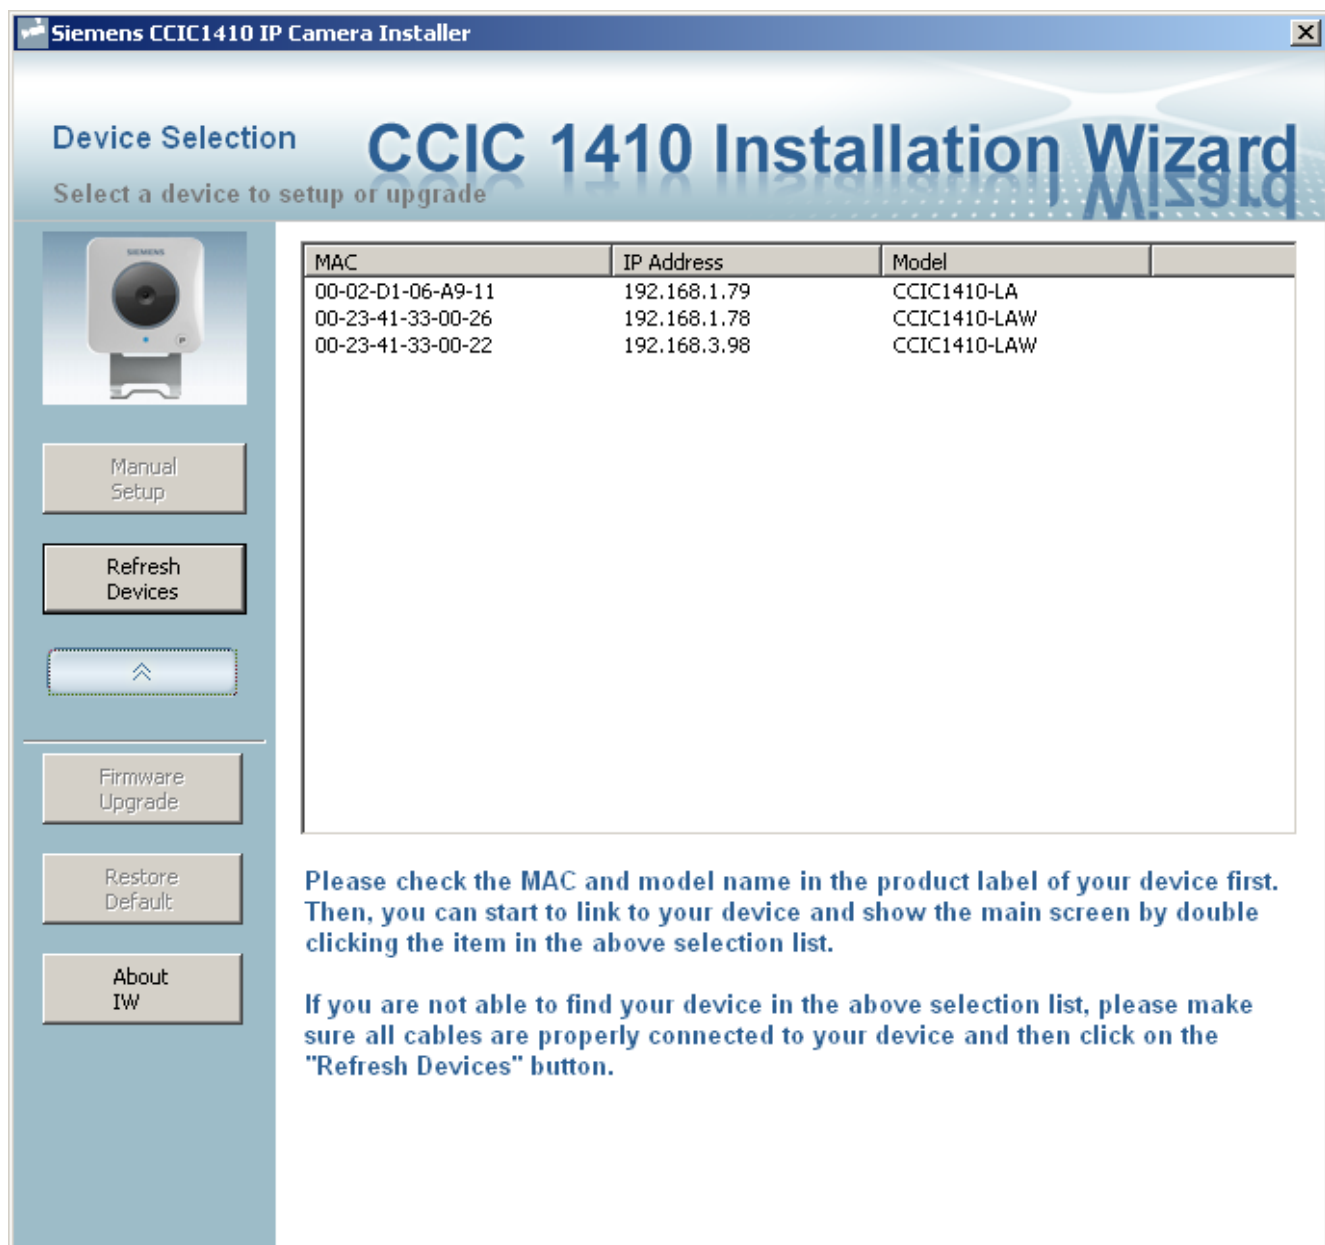 Siemens CCIC1410 IP Camera Installer
Device Selection
CCIC 1410 Installation Wizard
Select a device to setup or upgrade
SIEMENS
P
MAC IP Address Model
00-02-D1-06-A9-11 192.168.1.79 CCIC1410-LA
00-23-41-33-00-26 192.168.1.78 CCIC1410-LAW
00-23-41-33-00-22 192.168.3.98 CCIC1410-LAW
Manual
Setup
Refresh
Devices
Firmware
Upgrade
Restore
Default
About
IW
Please check the MAC and model name in the product label of your device first.
Then, you can start to link to your device and show the main screen by double
clicking the item in the above selection list.
If you are not able to find your device in the above selection list, please make
sure all cables are properly connected to your device and then click on the
"Refresh Devices" button.